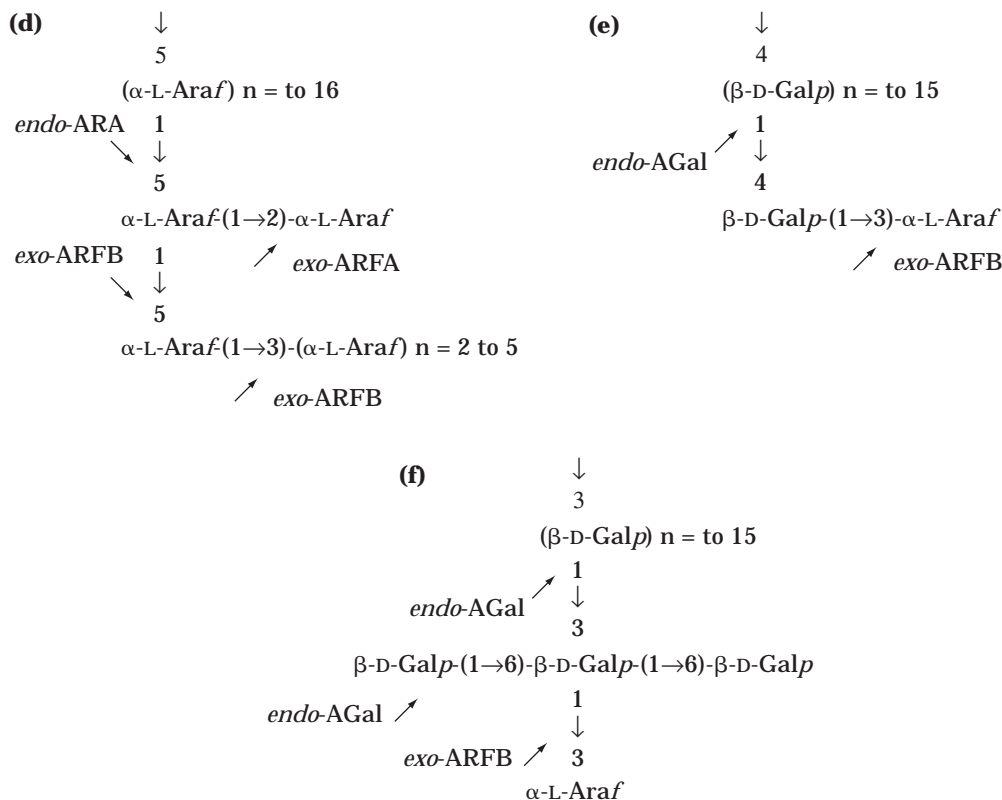 (d)
↓
5
(α-L-Araf) n = to 16
endo-ARA 1
↓
5
α-L-Araf-(1→2)-α-L-Araf
exo-ARFB 1 exo-ARFA
↓
5
α-L-Araf-(1→3)-(α-L-Araf) n = 2 to 5
exo-ARFB
(e)
↓
4
(β-D-Galp) n = to 15
1
endo-AGal ↓
4
β-D-Galp-(1→3)-α-L-Araf
exo-ARFB
(f)
↓
3
(β-D-Galp) n = to 15
1
endo-AGal ↓
3
β-D-Galp-(1→6)-β-D-Galp-(1→6)-β-D-Galp
endo-AGal 1
↓
exo-ARFB 3
α-L-Araf